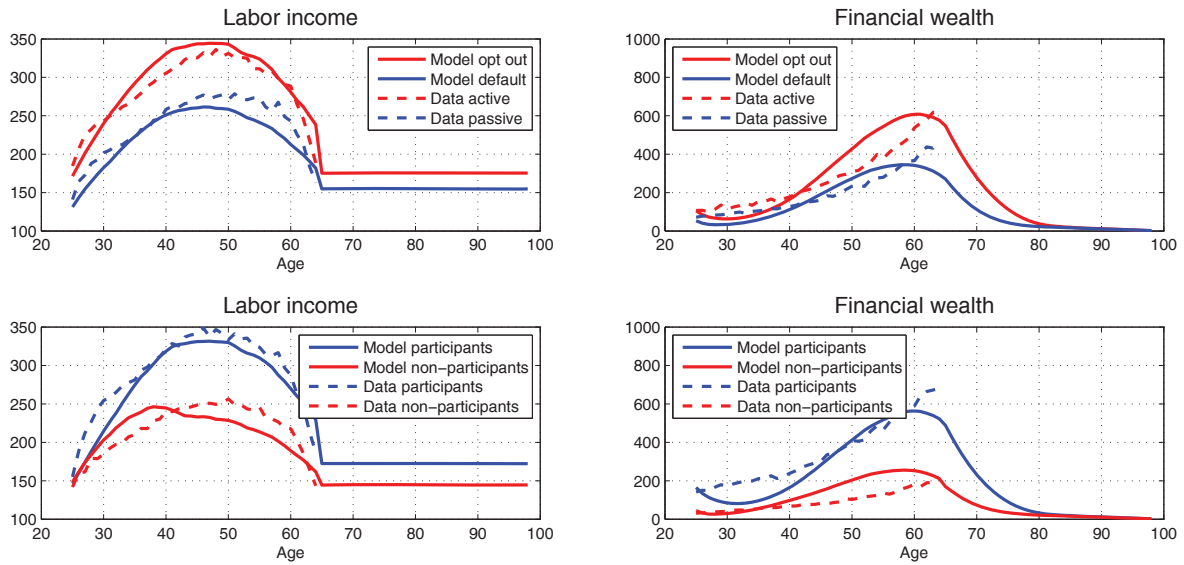 Labor income
350
300
250
200
150
100
20 30 40 50 60 70 80 90 100
Age
Model opt out
Model default
Data active
Data passive
Financial wealth
1000
800
600
400
200
0
20 30 40 50 60 70 80 90 100
Age
Model opt out
Model default
Data active
Data passive
Labor income
350
300
250
200
150
100
20 30 40 50 60 70 80 90 100
Age
Model participants
Model non−participants
Data participants
Data non−participants
Financial wealth
1000
800
600
400
200
0
20 30 40 50 60 70 80 90 100
Age
Model participants
Model non−participants
Data participants
Data non−participants